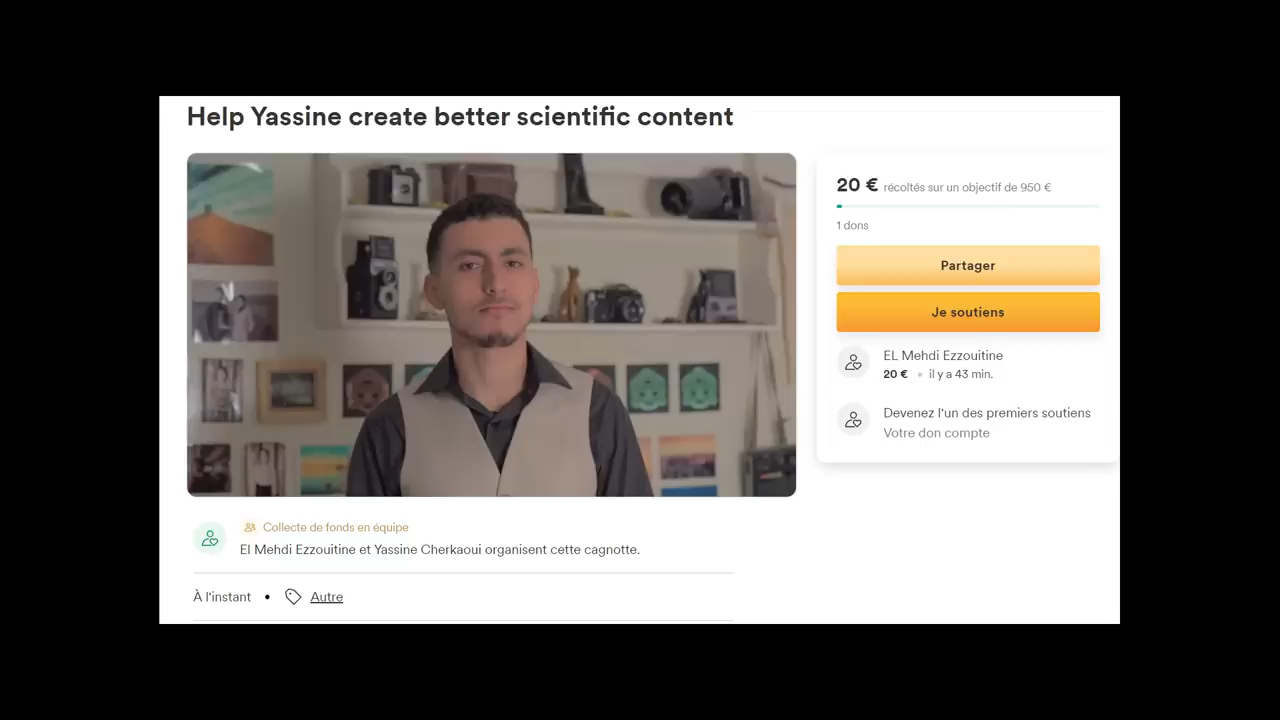 Help Yassine create better scientific content
20 € récoltés sur un objectif de 950 €
1 dons
Partager
Je soutiens
EL Mehdi Ezzouitine
20 € • il y a 43 min.
Devenez l'un des premiers soutiens
Votre don compte
Collecte de fonds en équipe
El Mehdi Ezzouitine et Yassine Cherkaoui organisent cette cagnotte.
À l'instant • Autre